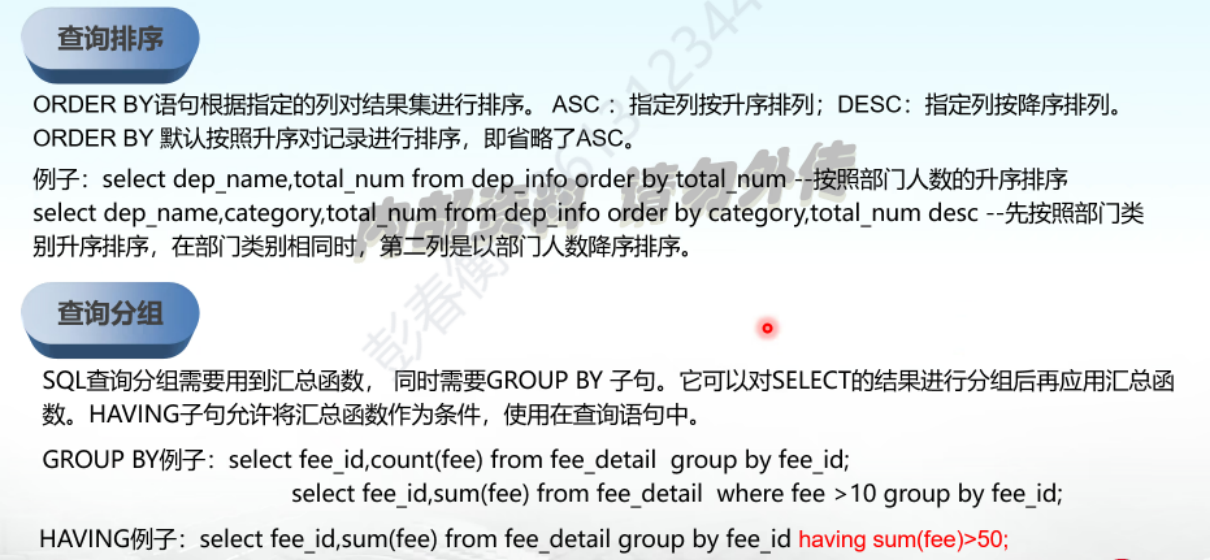 查询排序
ORDER BY语句根据指定的列对结果集进行排序。 ASC ：指定列按升序排列；DESC：指定列按降序排列。
ORDER BY 默认按照升序对记录进行排序，即省略了ASC。
例子：select dep_name,total_num from dep_info order by total_num --按照部门人数的升序排序
select dep_name,category,total_num from dep_info order by category,total_num desc --先按照部门类
别升序排序，在部门类别相同时，第二列是以部门人数降序排序。
内部资料 请勿外传
彭春衡
查询分组
SQL查询分组需要用到汇总函数， 同时需要GROUP BY 子句。它可以对SELECT的结果进行分组后再应用汇总函
数。HAVING子句允许将汇总函数作为条件，使用在查询语句中。
GROUP BY例子：select fee_id,count(fee) from fee_detail group by fee_id;
select fee_id,sum(fee) from fee_detail where fee >10 group by fee_id;
HAVING例子：select fee_id,sum(fee) from fee_detail group by fee_id having sum(fee)>50;